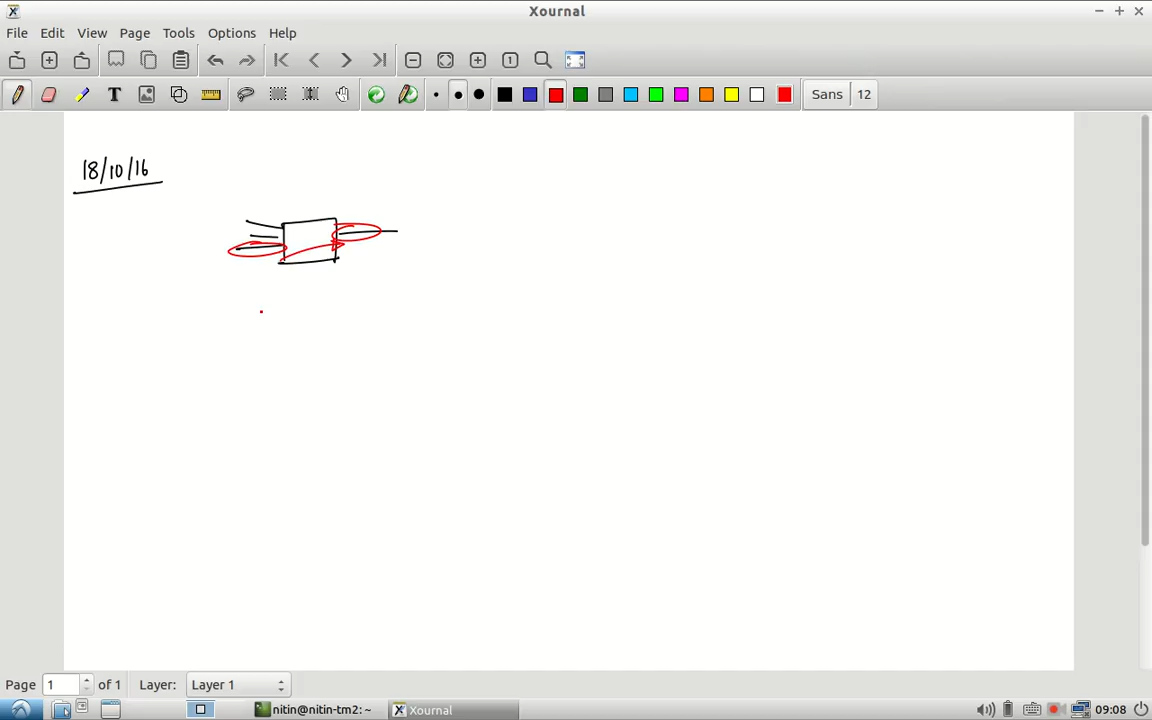 Xournal
File Edit View Page Tools Options Help
Sans 12
18/10/16
Page 1 of 1 Layer: Layer 1
nitin@nitin-tm2: ~ Xournal 09:08